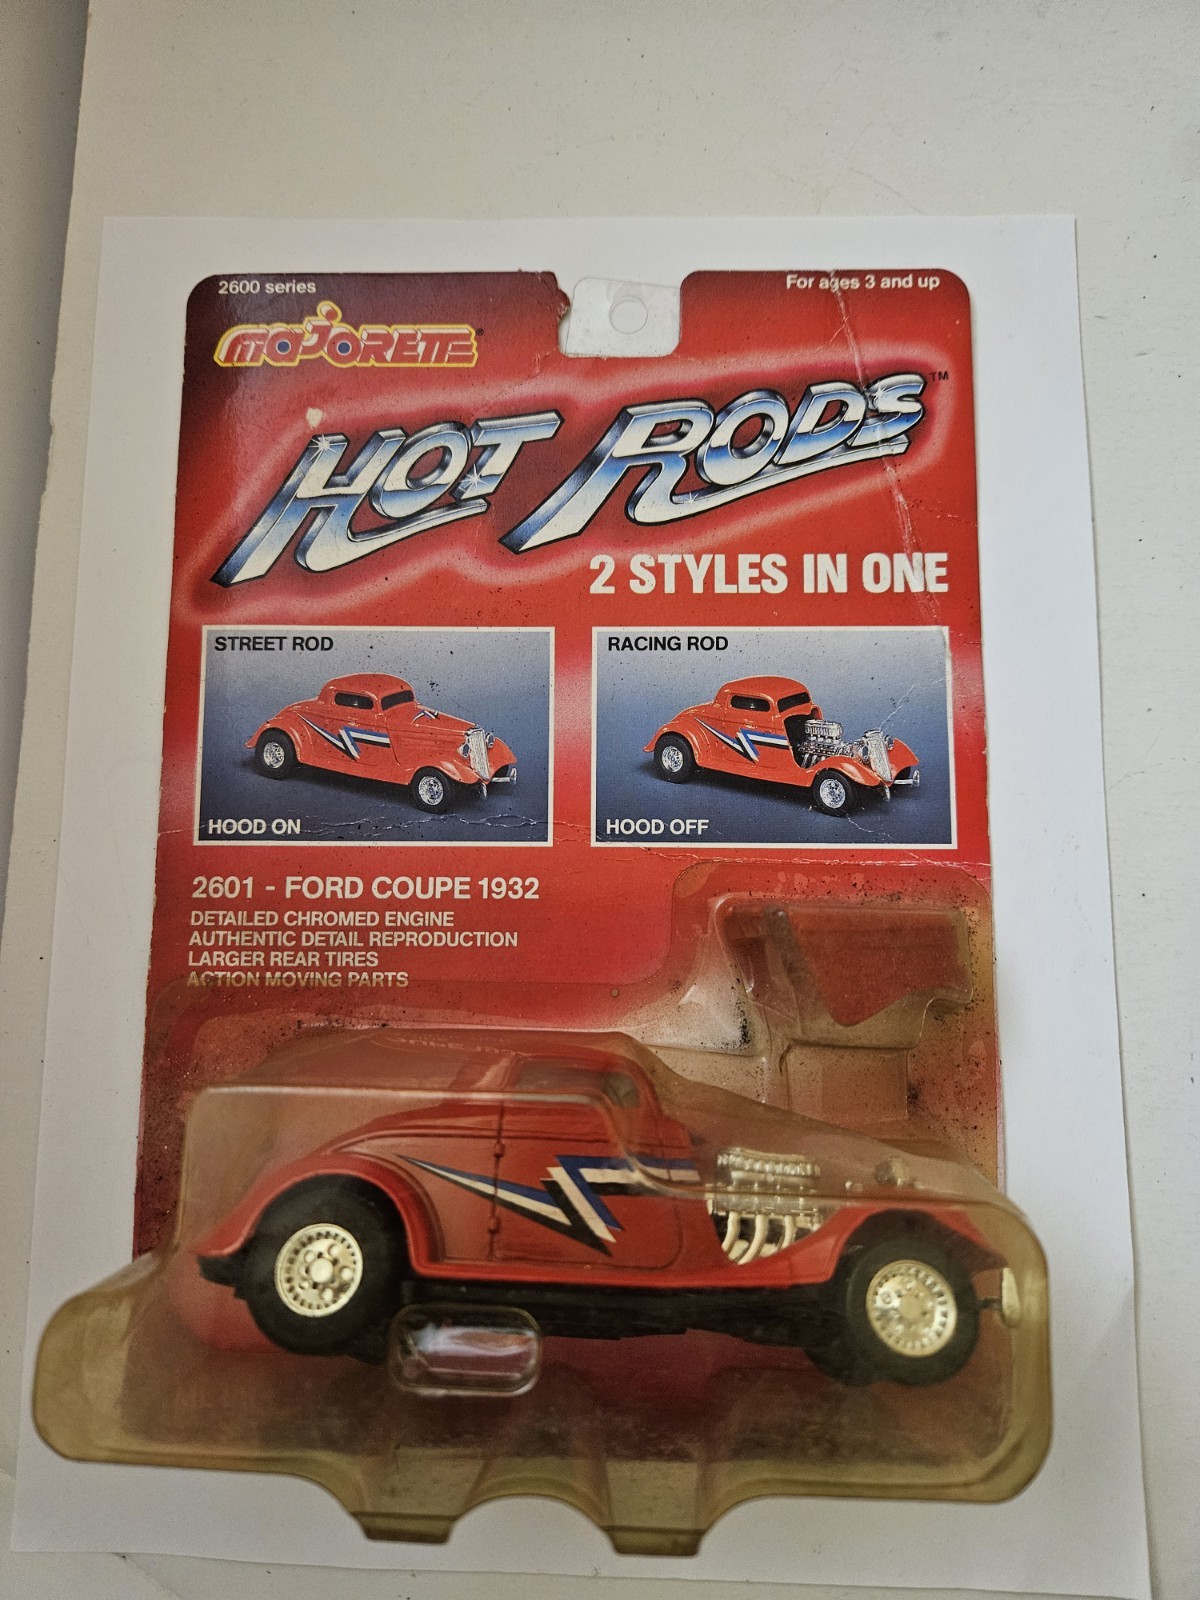 2600 series
For ages 3 and up
MAJORETTE®
HOT RODS™
2 STYLES IN ONE
STREET ROD
HOOD ON
RACING ROD
HOOD OFF
2601 - FORD COUPE 1932
DETAILED CHROMED ENGINE
AUTHENTIC DETAIL REPRODUCTION
LARGER REAR TIRES
ACTION MOVING PARTS